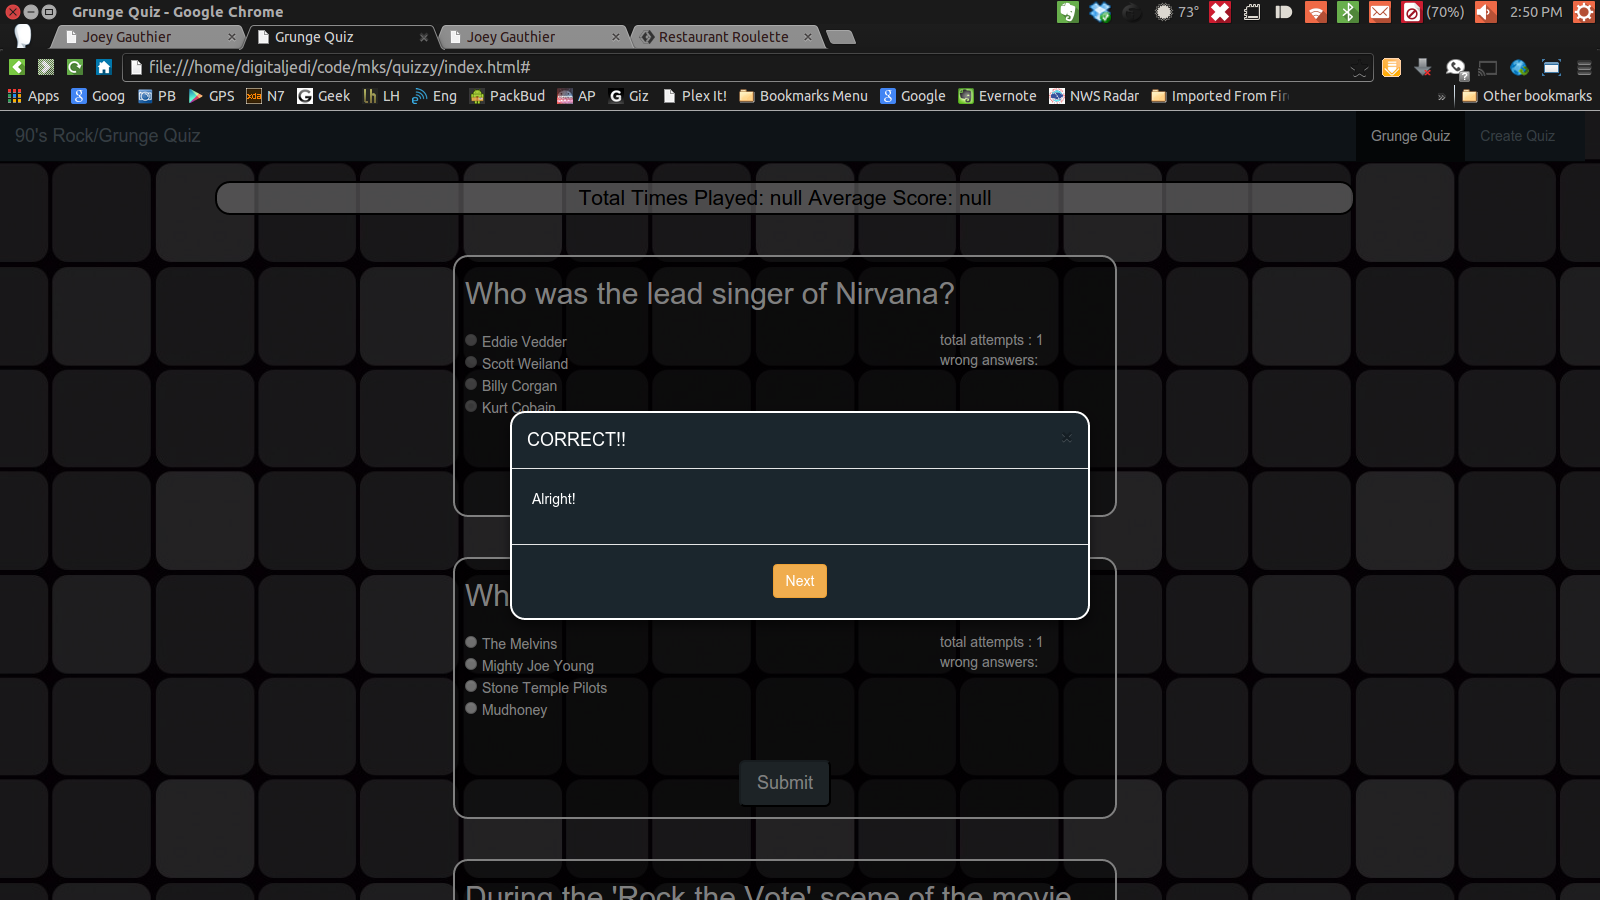 Grunge Quiz - Google Chrome
73°
(70%)
2:50 PM
Joey Gauthier
Grunge Quiz
Joey Gauthier
Restaurant Roulette
file:///home/digitaljedi/code/mks/quizzy/index.html#
Apps Goog PB GPS N7 Geek LH Eng PackBud AP Giz Plex It! Bookmarks Menu Google Evernote NWS Radar Imported From Fir » Other bookmarks
90's Rock/Grunge Quiz
Grunge Quiz
Create Quiz
Total Times Played: null Average Score: null
Who was the lead singer of Nirvana?
Eddie Vedder
Scott Weiland
Billy Corgan
Kurt Cobain
total attempts : 1
wrong answers:
CORRECT!!
×
Alright!
Next
Wh
The Melvins
Mighty Joe Young
Stone Temple Pilots
Mudhoney
total attempts : 1
wrong answers:
Submit
During the 'Rock the Vote' scene of the movie